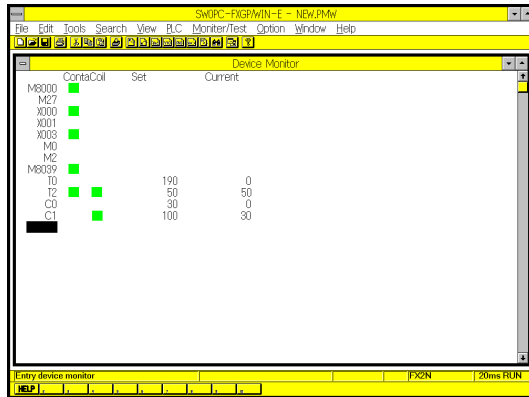 SW0PC-FXGP/WIN-E - NEW.PMW
File Edit Tools Search View PLC Moniter/Test Option Window Help
Device Monitor
ContaCoil Set Current
M8000
M27
X000
X001
X003
M0
M2
M8039
T0 190 0
T2 50 50
C0 30 0
C1 100 30
Entry device monitor FX2N 20ms RUN
HELP